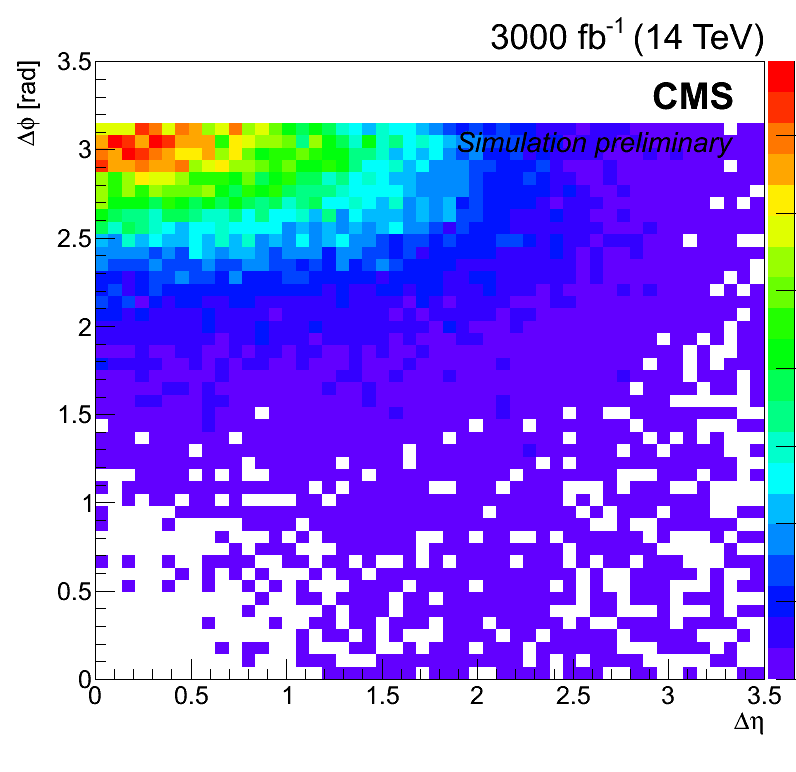 3000 fb-1 (14 TeV)
CMS
Simulation preliminary
Δϕ [rad]
3.5
3
2.5
2
1.5
1
0.5
0
0 0.5 1 1.5 2 2.5 3 3.5
Δη